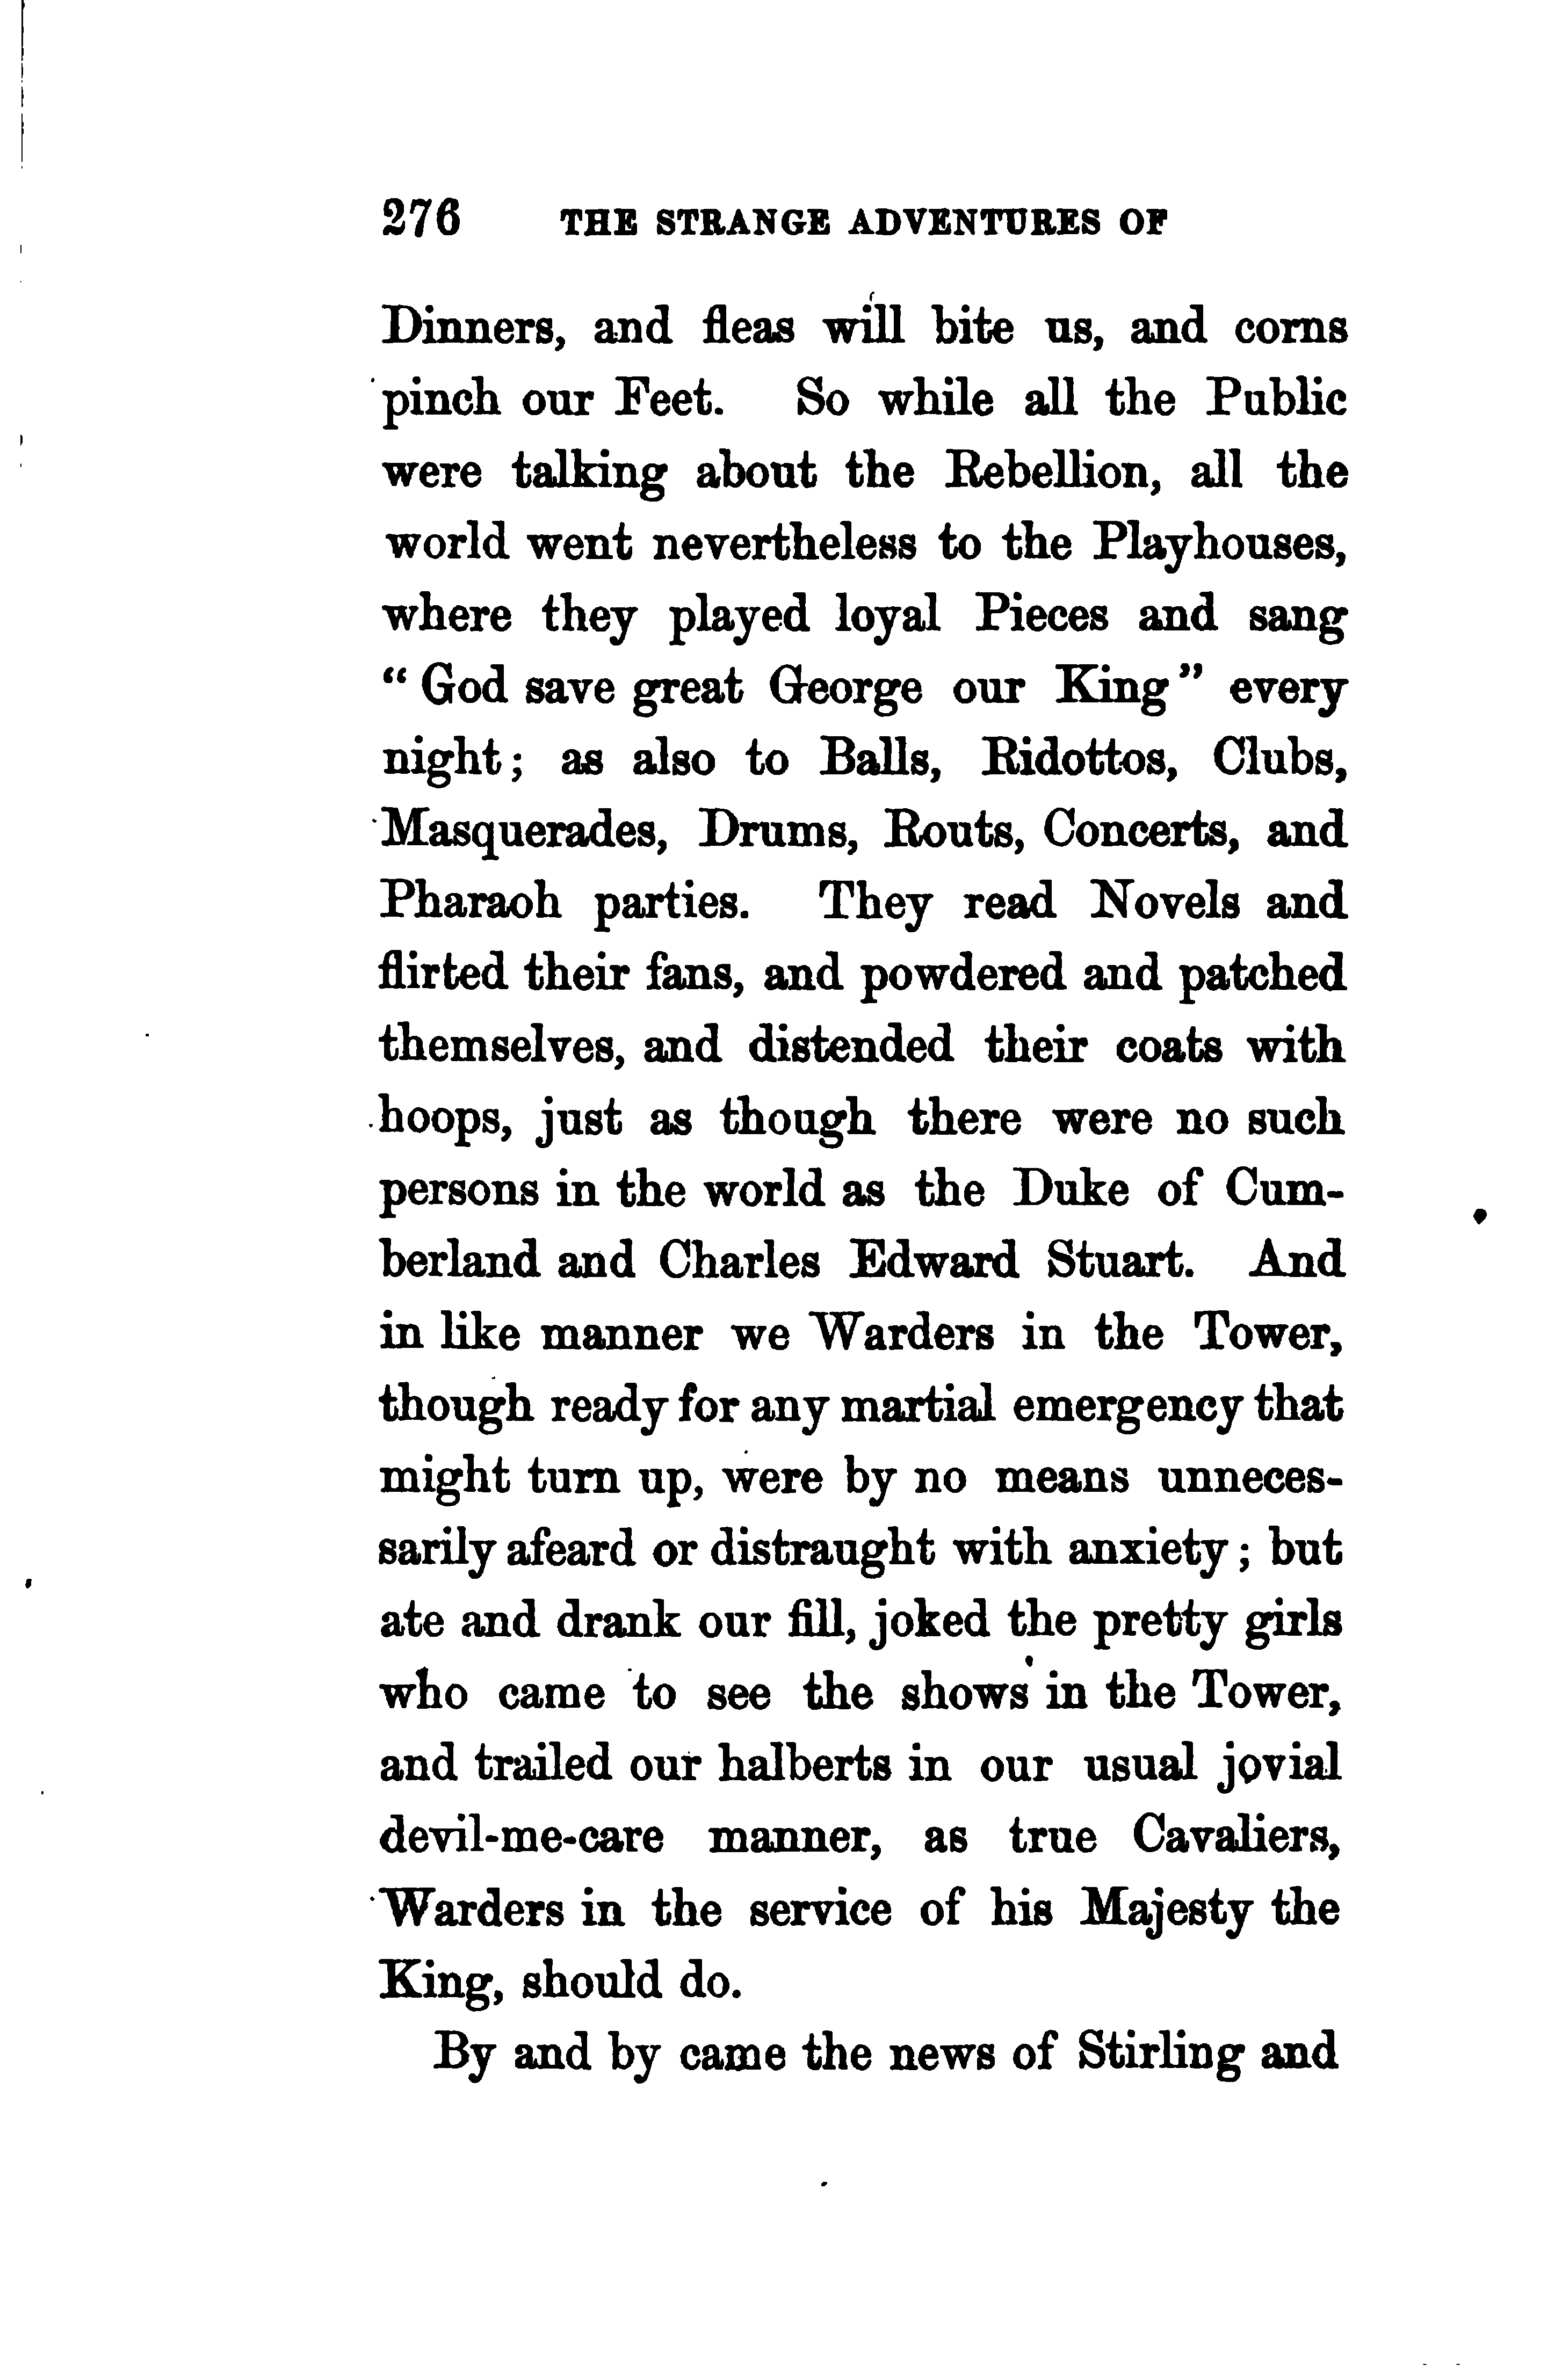 276 THE STRANGE ADVENTURES OF
Dinners, and fleas will bite us, and corns
pinch our Feet. So while all the Public
were talking about the Rebellion, all the
world went nevertheless to the Playhouses,
where they played loyal Pieces and sang
“God save great George our King” every
night; as also to Balls, Ridottos, Clubs,
Masquerades, Drums, Routs, Concerts, and
Pharaoh parties. They read Novels and
flirted their fans, and powdered and patched
themselves, and distended their coats with
hoops, just as though there were no such
persons in the world as the Duke of Cum-
berland and Charles Edward Stuart. And
in like manner we Warders in the Tower,
though ready for any martial emergency that
might turn up, were by no means unneces-
sarily afeard or distraught with anxiety; but
ate and drank our fill, joked the pretty girls
who came to see the shows in the Tower,
and trailed our halberts in our usual jovial
devil-me-care manner, as true Cavaliers,
Warders in the service of his Majesty the
King, should do.
By and by came the news of Stirling and